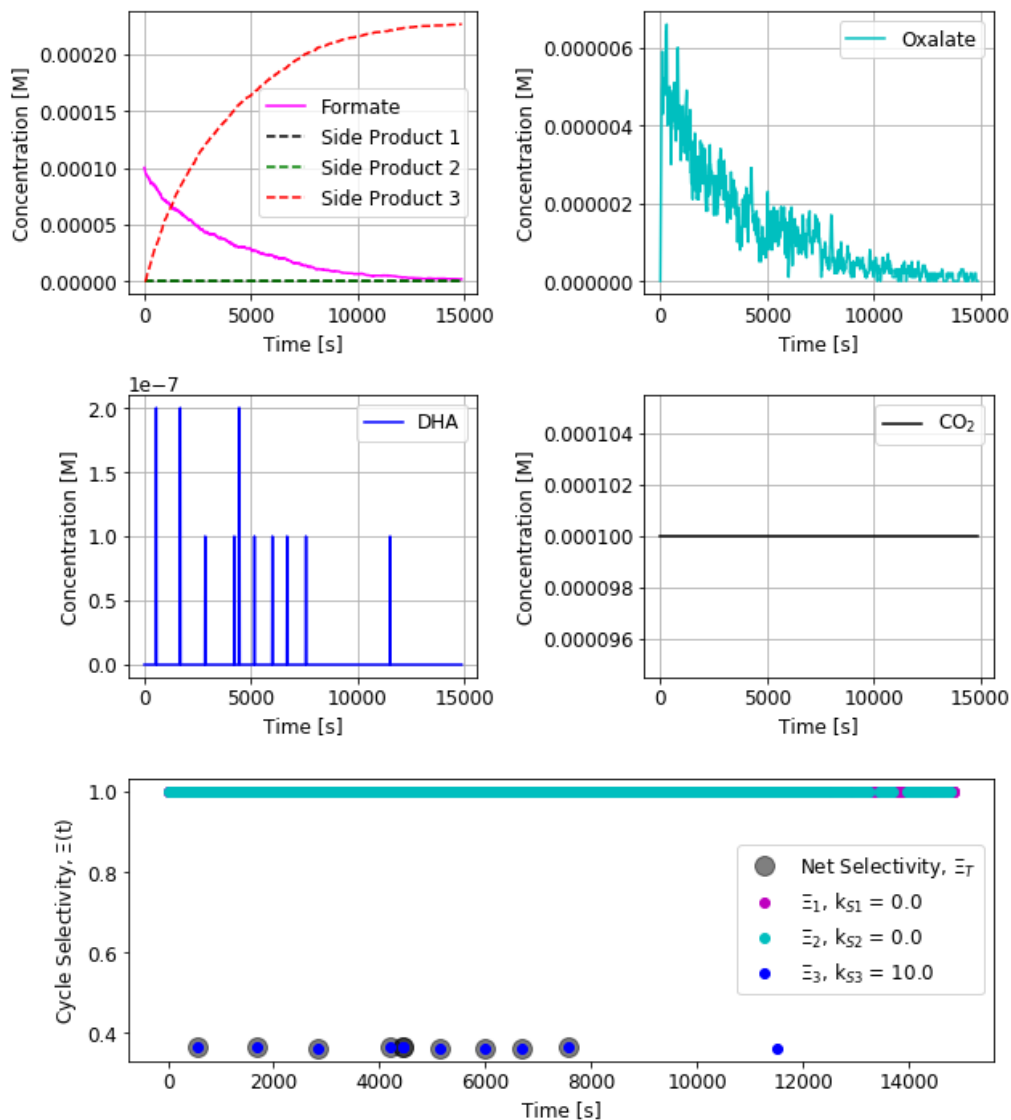 0.00020
0.00015
0.00010
0.00005
0.00000
Concentration [M]
Formate
Side Product 1
Side Product 2
Side Product 3
0
5000
10000
15000
Time [s]
0.000006
0.000004
0.000002
0.000000
Concentration [M]
Oxalate
0
5000
10000
15000
Time [s]
1e−7
2.0
1.5
1.0
0.5
0.0
Concentration [M]
DHA
0
5000
10000
15000
Time [s]
0.000104
0.000102
0.000100
0.000098
0.000096
Concentration [M]
CO₂
0
5000
10000
15000
Time [s]
1.0
0.8
0.6
0.4
Cycle Selectivity, Ξ(t)
Net Selectivity, Ξ_T
Ξ₁, k_S1 = 0.0
Ξ₂, k_S2 = 0.0
Ξ₃, k_S3 = 10.0
0
2000
4000
6000
8000
10000
12000
14000
Time [s]